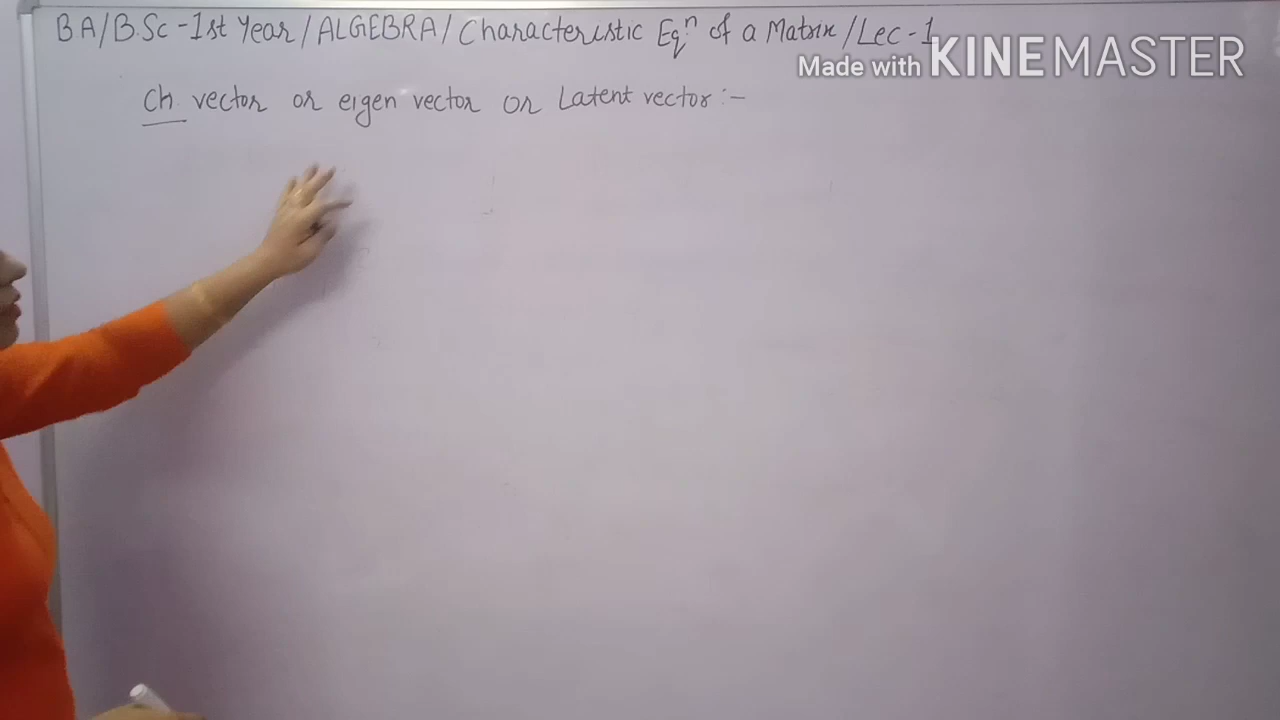 BA/B.Sc-1st Year/ALGEBRA/Characteristic Eqⁿ of a Matrix/Lec-1
Made with KINEMASTER
Ch. vector or eigen vector or Latent vector :-